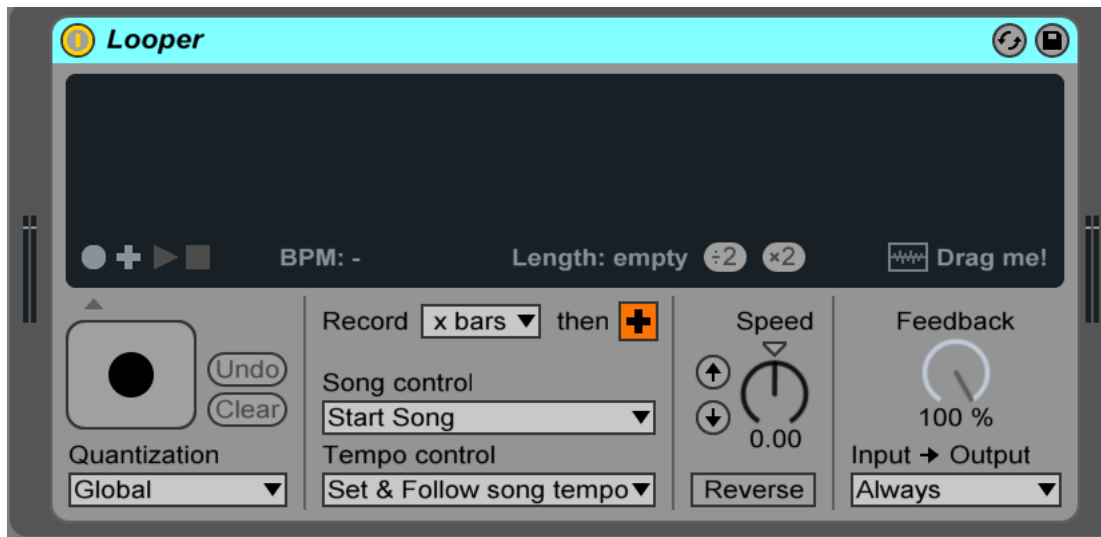 Looper
BPM: -
Length: empty ÷2 ×2
Drag me!
Undo
Clear
Quantization
Global
Record x bars then
Song control
Start Song
Tempo control
Set & Follow song tempo
Speed
0.00
Reverse
Feedback
100 %
Input → Output
Always